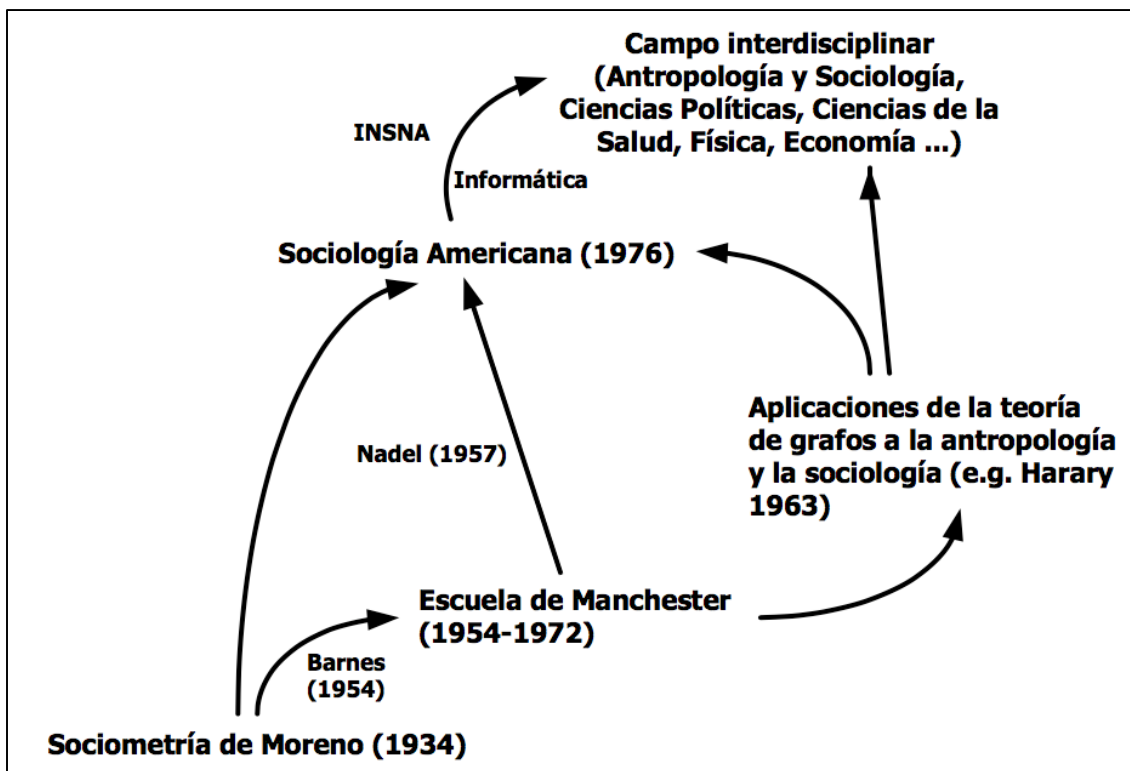 Campo interdisciplinar
(Antropología y Sociología,
Ciencias Políticas, Ciencias de la
Salud, Física, Economía ...)
INSNA
Informática
Sociología Americana (1976)
Aplicaciones de la teoría
de grafos a la antropología
y la sociología (e.g. Harary
1963)
Nadel (1957)
Escuela de Manchester
(1954-1972)
Barnes
(1954)
Sociometría de Moreno (1934)